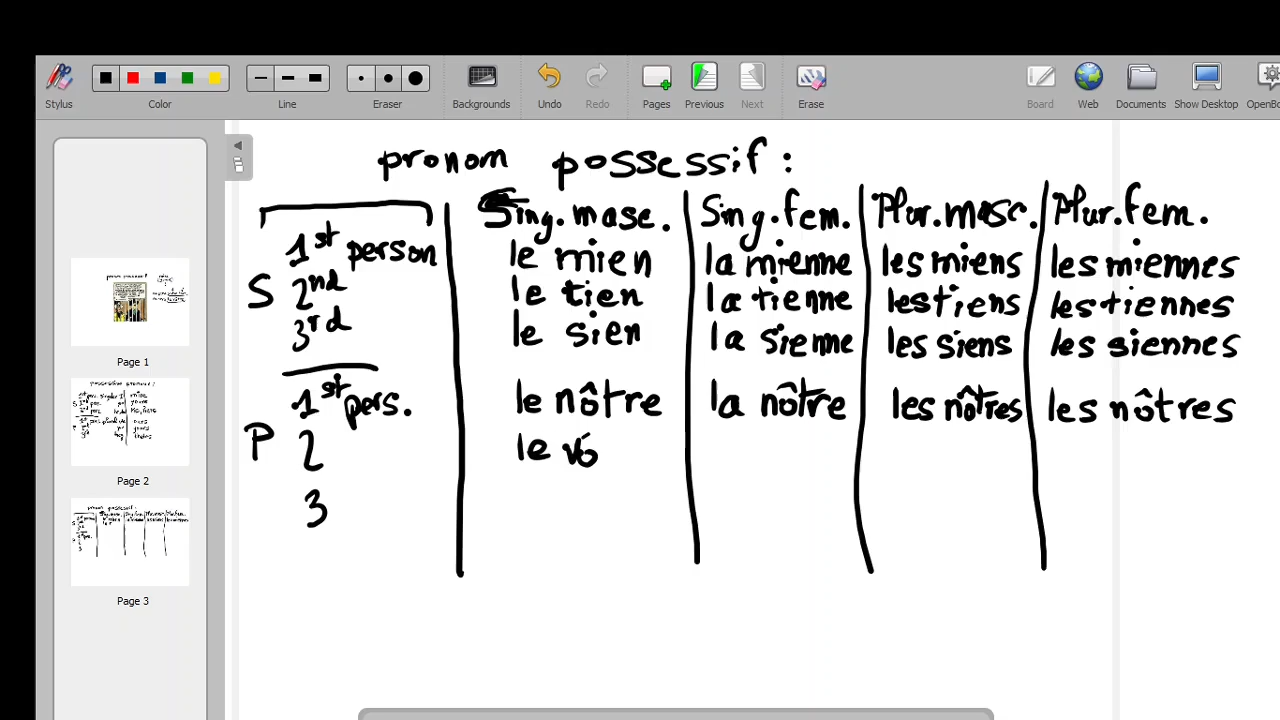 Stylus Color Line Eraser Backgrounds Undo Redo Pages Previous Next Erase Board Web Documents Show Desktop OpenBo
pronom possessif :
Sing. masc. Sing. fem. Plur. masc. Plur. fem.
1st person le mien la mienne les miens les miennes
S 2nd le tien la tienne les tiens les tiennes
3rd le sien la sienne les siens les siennes
1st pers. le nôtre la nôtre les nôtres les nôtres
P 2 le vô
3
Page 1
Page 2
Page 3